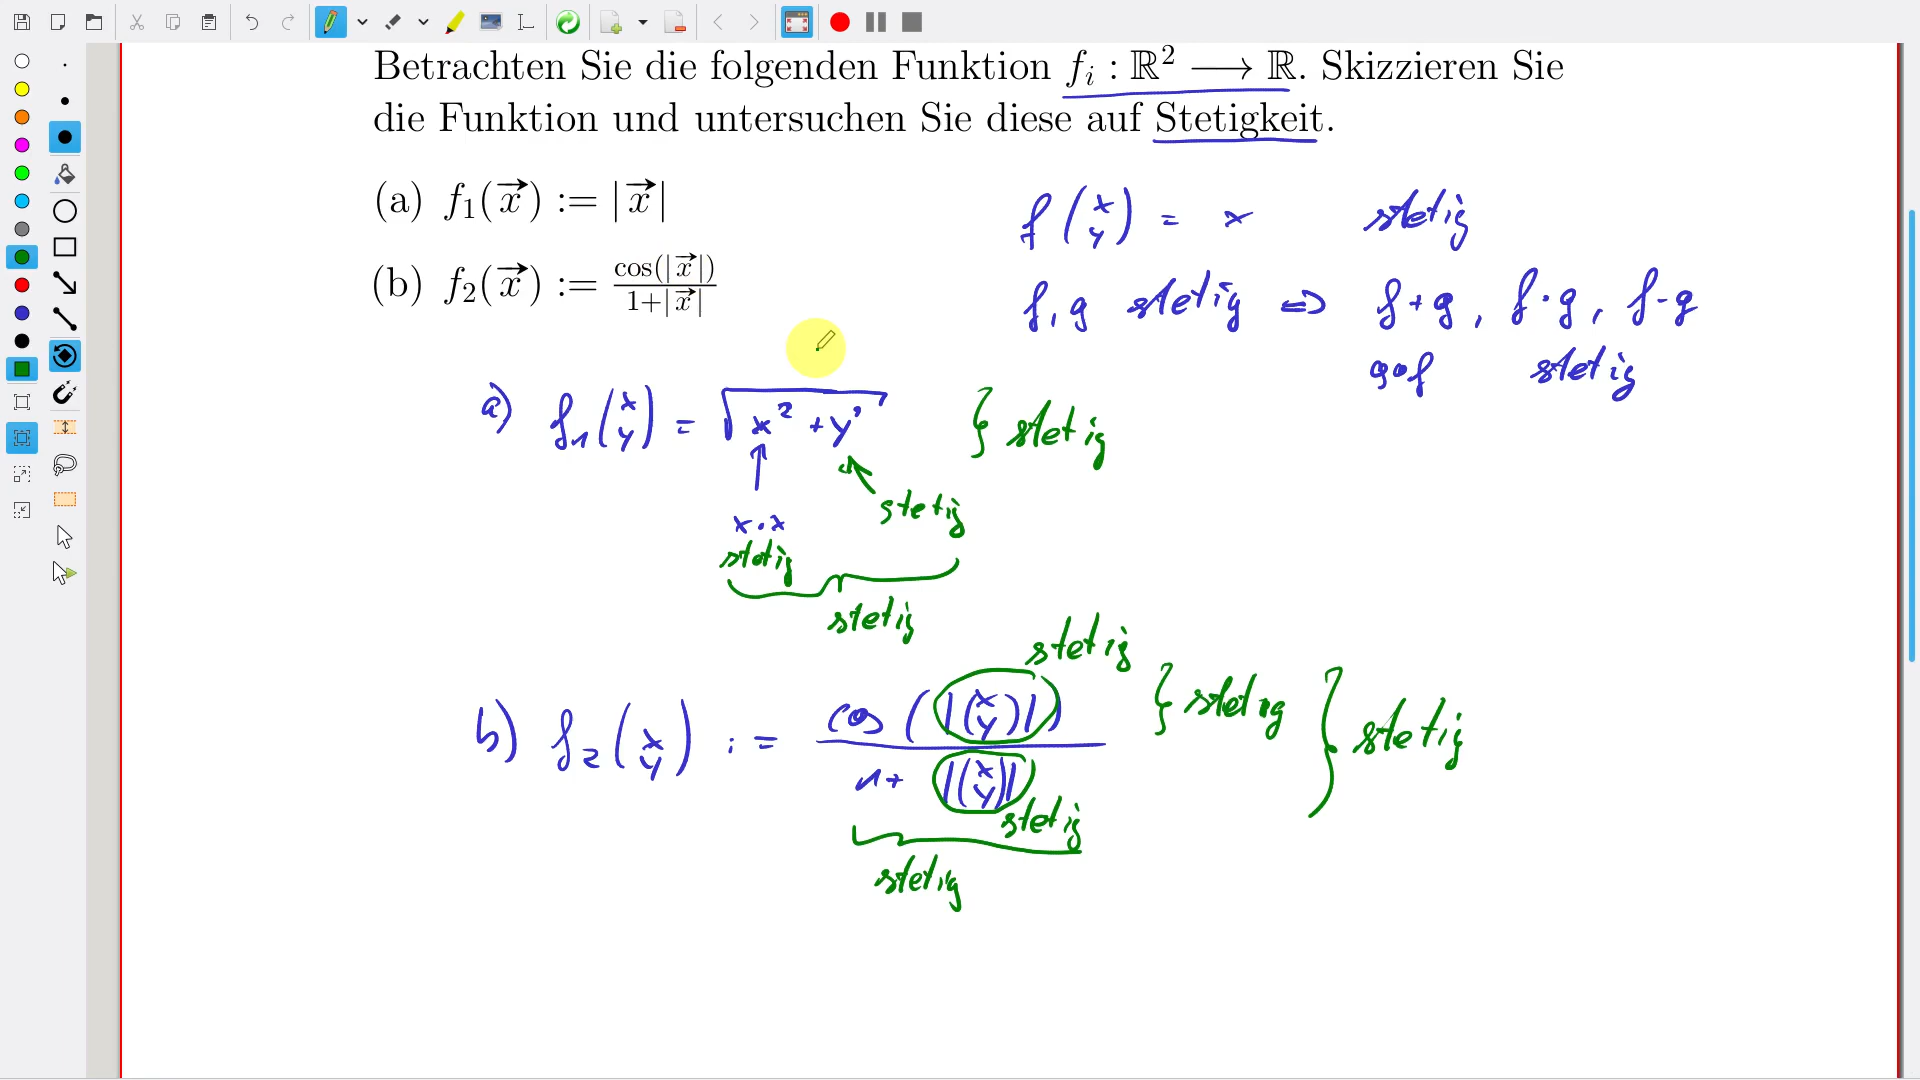 Betrachten Sie die folgenden Funktion f_i : ℝ² ⟶ ℝ. Skizzieren Sie
die Funktion und untersuchen Sie diese auf Stetigkeit.
(a) f₁(x⃗) := |x⃗|
(b) f₂(x⃗) := cos(|x⃗|) / 1+|x⃗|
f (x y) = x stetig
f, g stetig ⇔ f+g, f·g, f-g
g∘f stetig
a) f₁ (x y) = √x² + y² } stetig
x·x stetig
stetig
stetig
stetig
b) f₂ (x y) := cos (|(x y)|) / 1+ |(x y)| } stetig } stetig
stetig
stetig